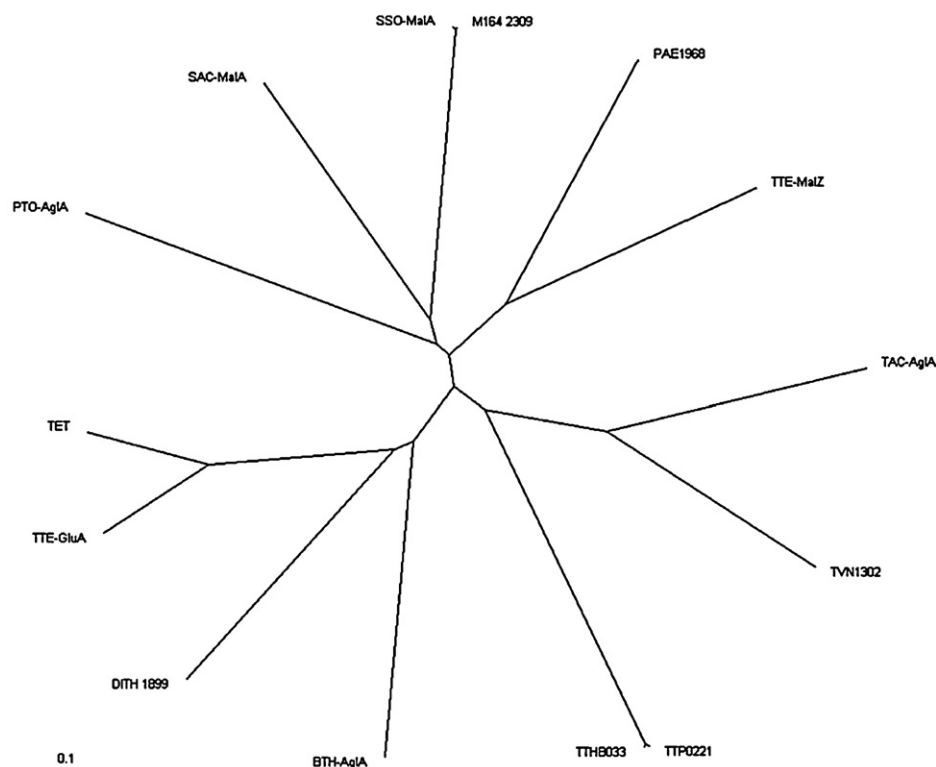 SSO-MalA M164 2309
PAE1968
SAC-MalA
TTE-MalZ
PTO-AglA
TAC-AglA
TET
TTE-GluA
TVN1302
DITH 1899
TTHB033 TTP0221
0.1
BTH-AglA